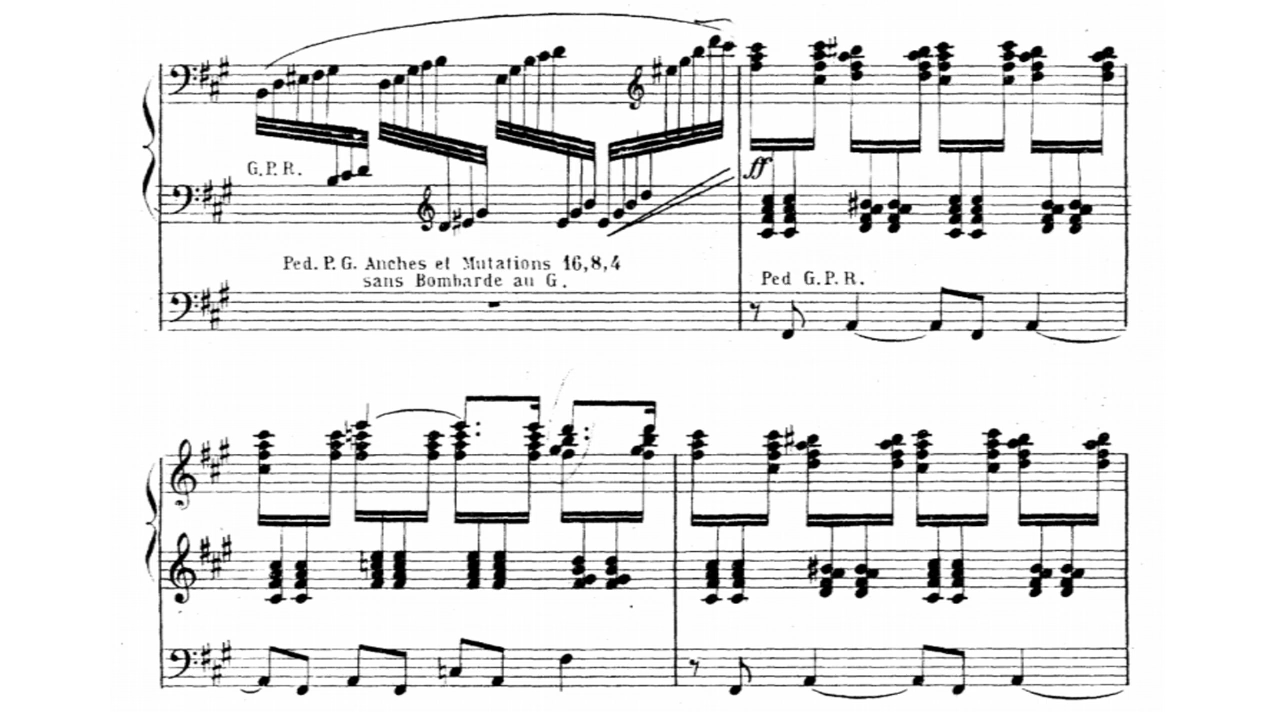 G.P.R.
ff
Ped. P. G. Anches et Mutations 16,8,4
sans Bombarde au G.
Ped G.P.R.